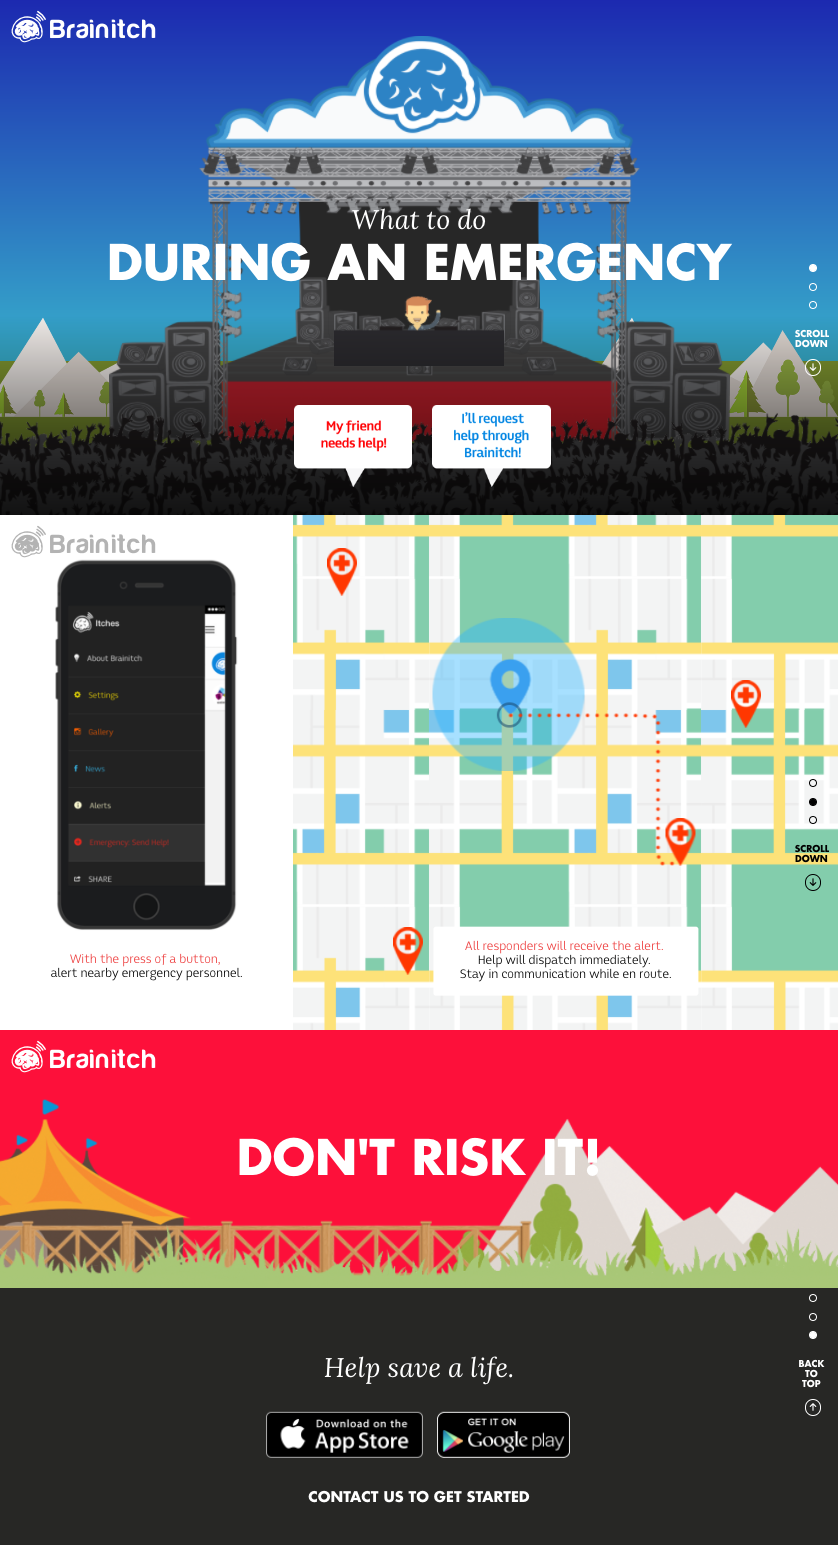 Brainitch
What to do
DURING AN EMERGENCY
SCROLL
DOWN
My friend
needs help!
I'll request
help through
Brainitch!
Brainitch
Itches
About Brainitch
Settings
Gallery
News
Alerts
Emergency: Send Help!
SHARE
With the press of a button,
alert nearby emergency personnel.
SCROLL
DOWN
All responders will receive the alert.
Help will dispatch immediately.
Stay in communication while en route.
Brainitch
DON'T RISK IT!
BACK
TO
TOP
Help save a life.
Download on the
App Store
GET IT ON
Google play
CONTACT US TO GET STARTED